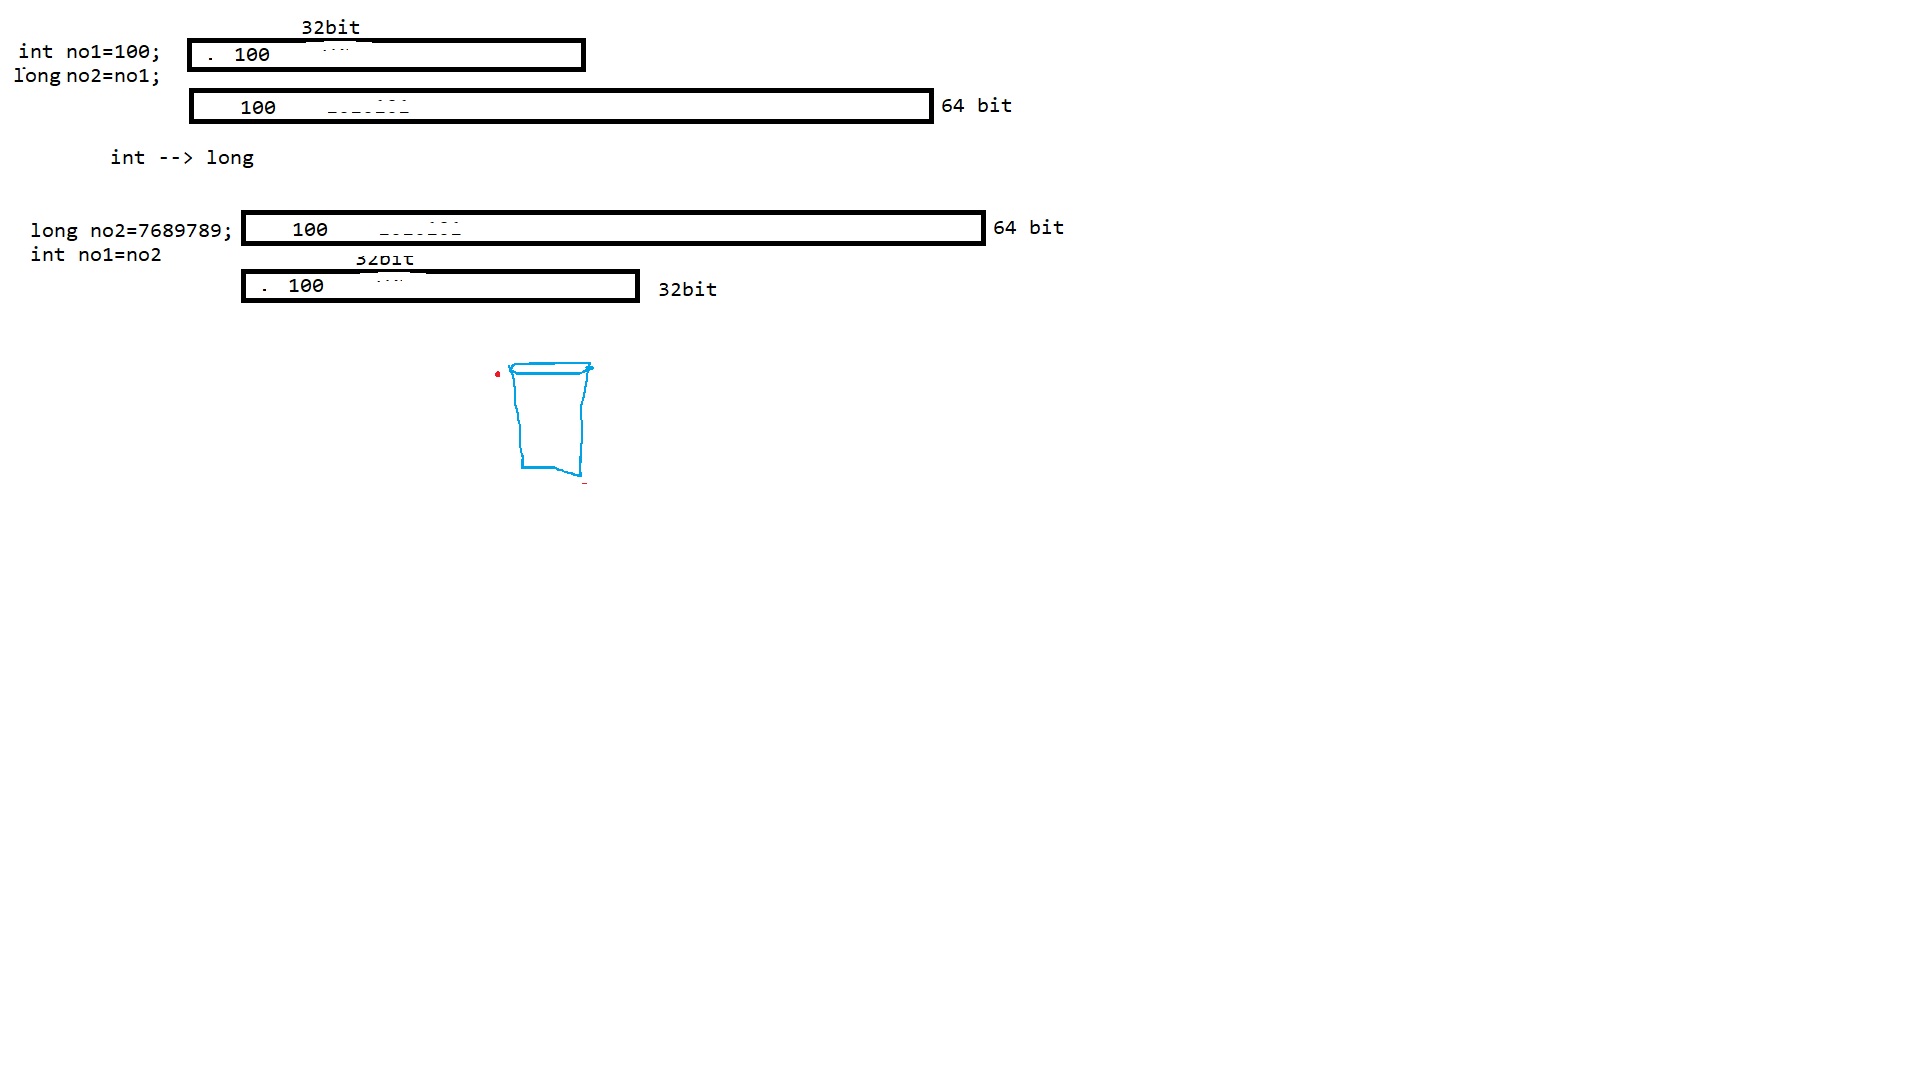 32bit
int no1=100;
. 100
long no2=no1;
100
64 bit
int --> long
long no2=7689789;
100
64 bit
int no1=no2
32bit
. 100
32bit